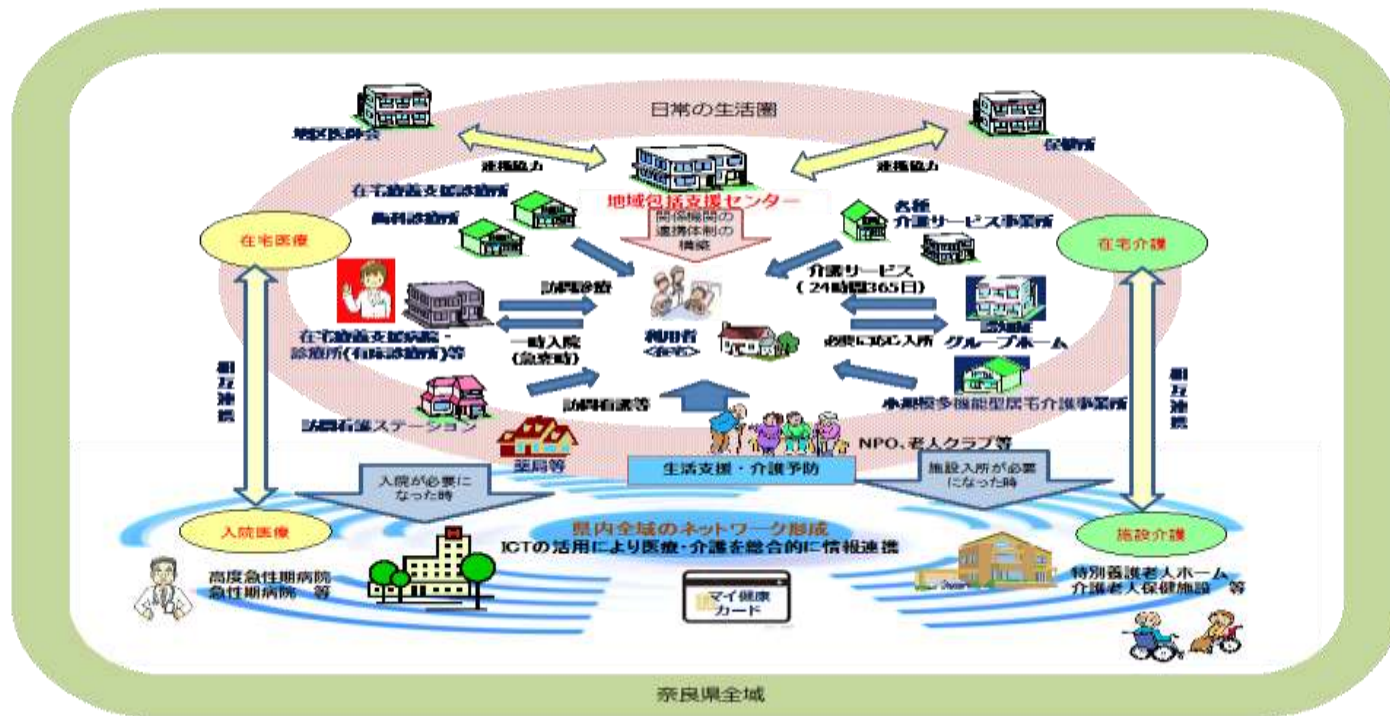 日常の生活圏
地区医師会
保健所
連携協力
連携協力
在宅療養支援診療所
歯科診療所
地域包括支援センター
関係機関の
連携体制の
構築
各種
介護サービス事業所
在宅医療
在宅介護
訪問診療
介護サービス
(24時間365日)
在宅療養支援病院・
診療所(有床診療所)等
一時入院
(急変時)
利用者
<在宅>
必要に応じ入所
認知症
グループホーム
相互連携
相互連携
訪問看護等
小規模多機能型居宅介護事業所
訪問看護ステーション
薬局等
NPO、老人クラブ等
生活支援・介護予防
入院が必要に
なった時
施設入所が必要
になった時
入院医療
県内全域のネットワーク形成
ICTの活用により医療・介護を総合的に情報連携
施設介護
高度急性期病院
急性期病院 等
マイ健康
カード
特別養護老人ホーム
介護老人保健施設 等
奈良県全域